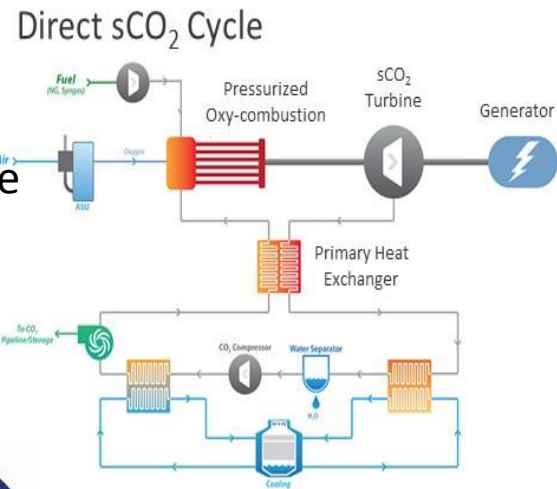 Direct sCO₂ Cycle
Fuel
(NG, Syngas)
Pressurized
Oxy-combustion
sCO₂
Turbine
Generator
Air
Oxygen
ASU
e
Primary Heat
Exchanger
To CO₂
Pipeline/Storage
CO₂ Compressor
Water Separator
H₂O
Cooling